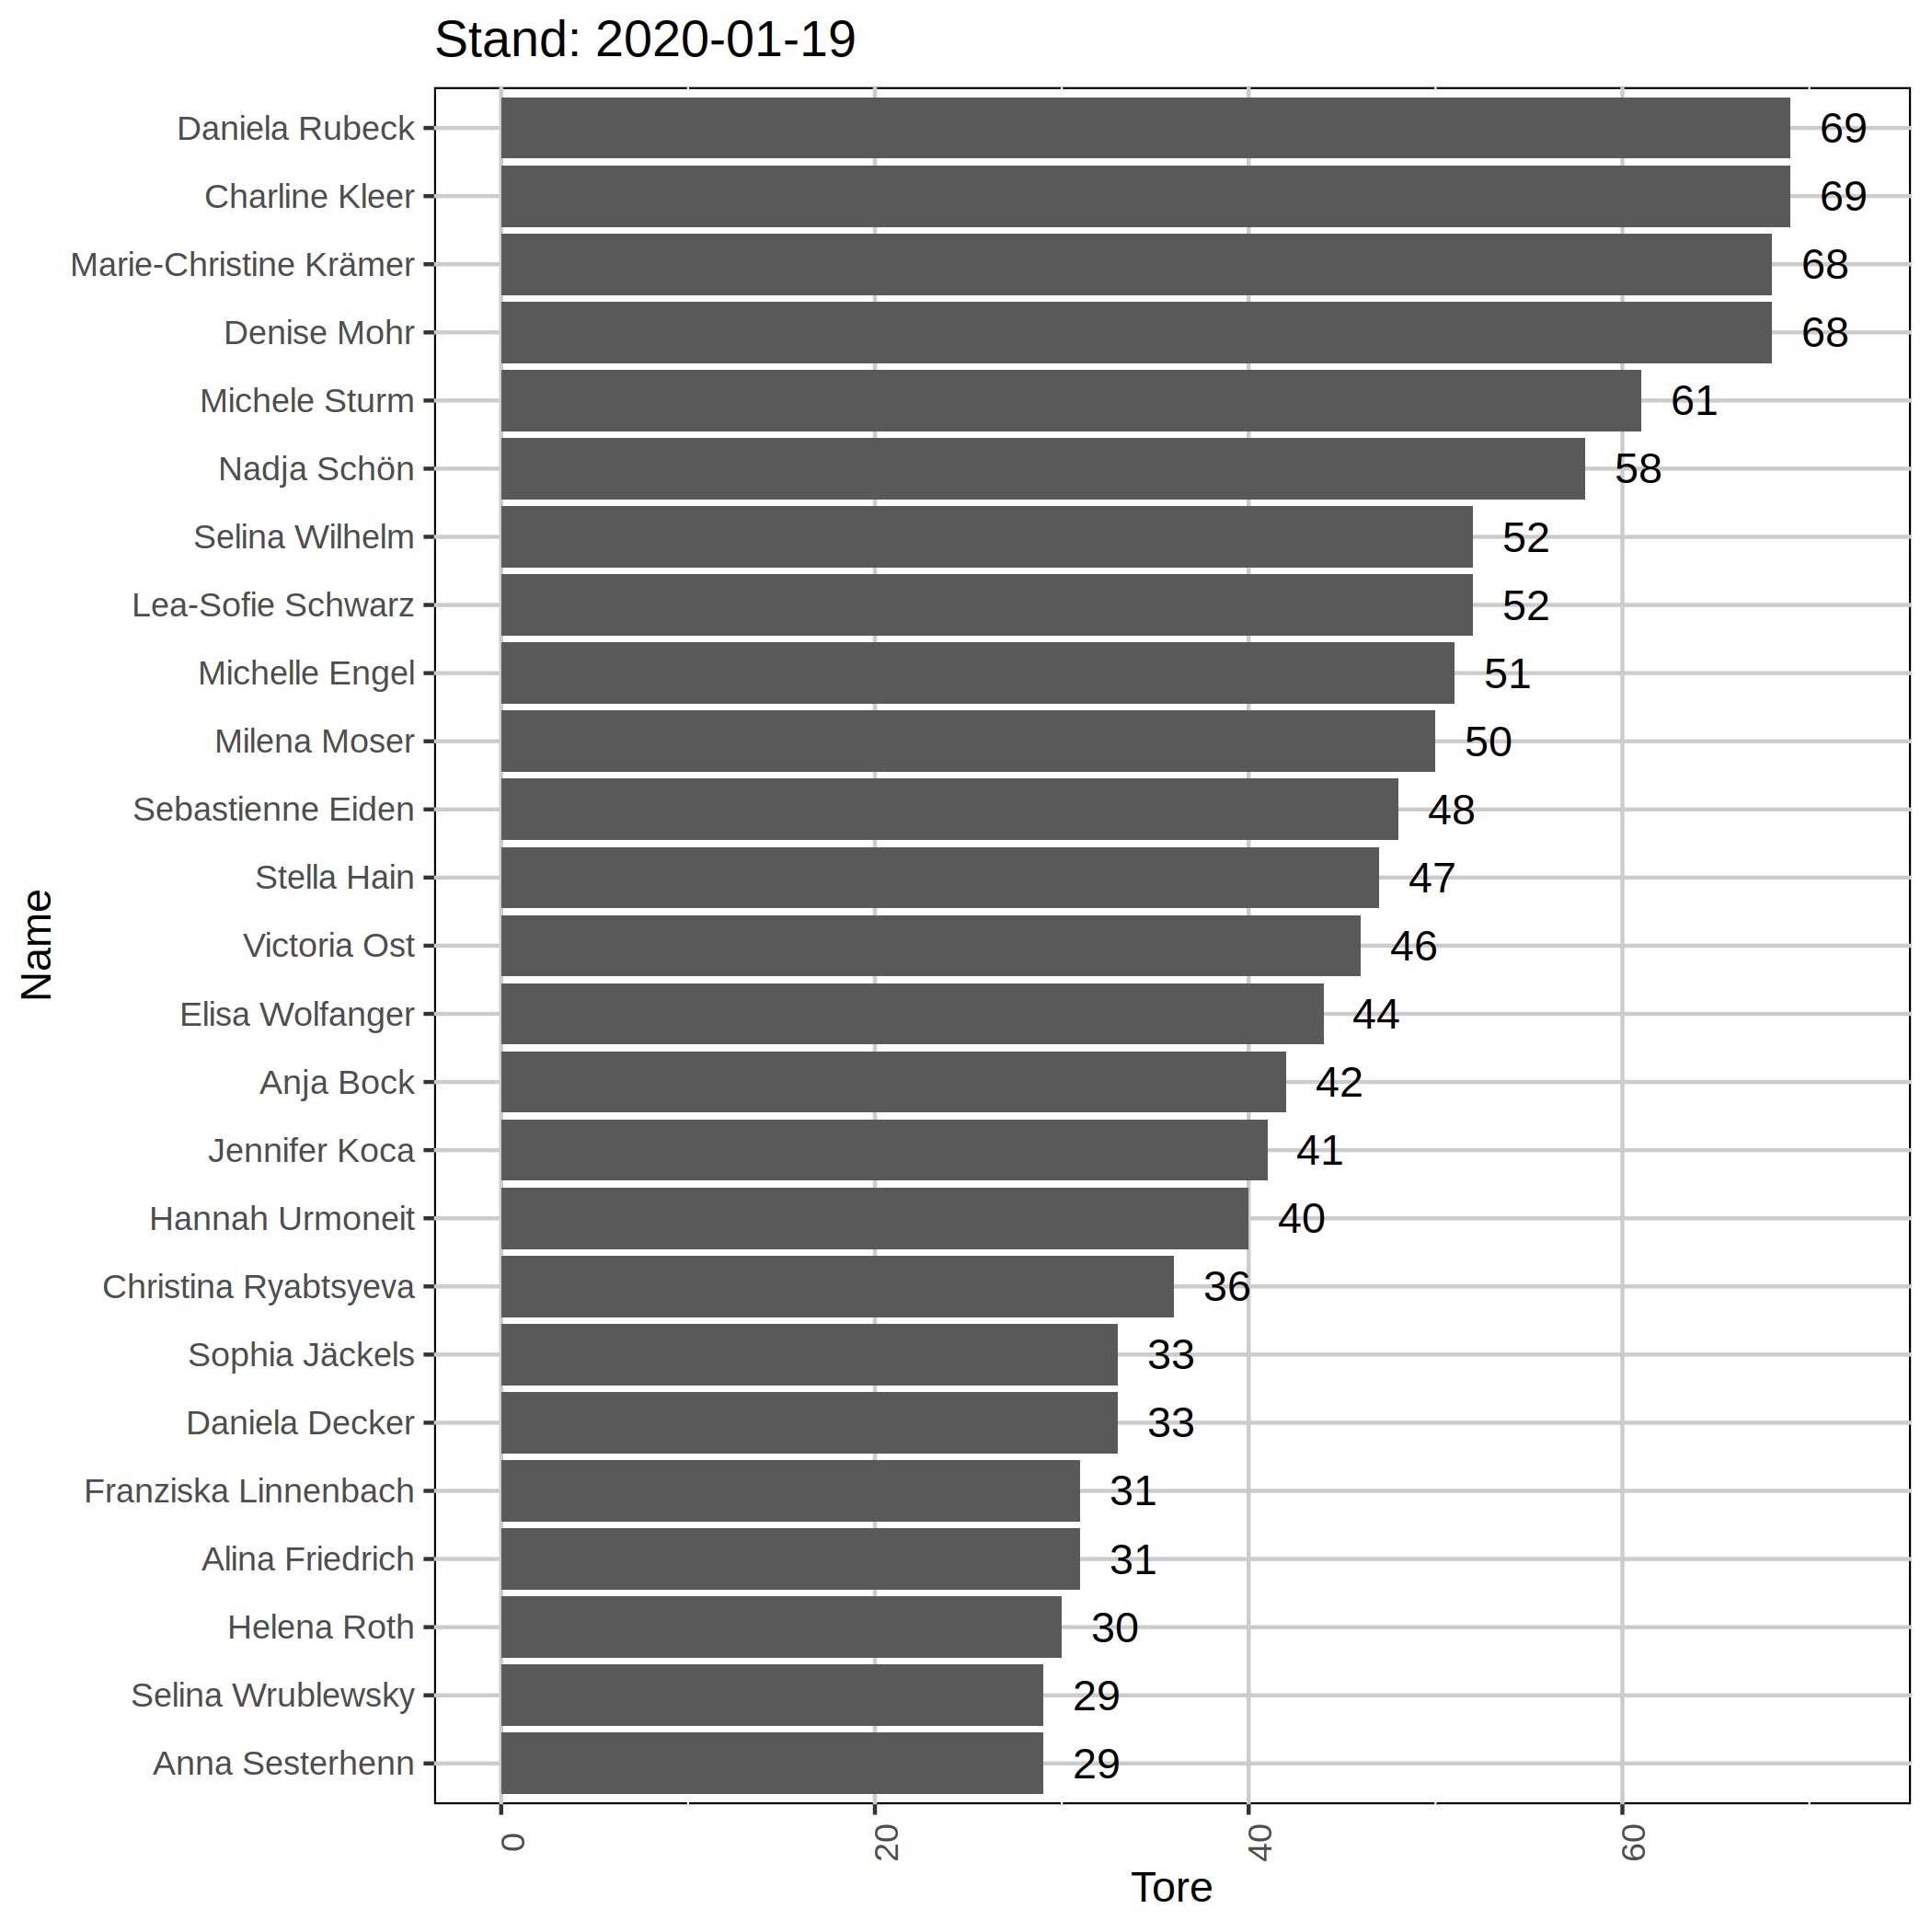 Stand: 2020-01-19
Daniela Rubeck 69
Charline Kleer 69
Marie-Christine Krämer 68
Denise Mohr 68
Michele Sturm 61
Nadja Schön 58
Selina Wilhelm 52
Lea-Sofie Schwarz 52
Michelle Engel 51
Milena Moser 50
Sebastienne Eiden 48
Stella Hain 47
Victoria Ost 46
Elisa Wolfanger 44
Anja Bock 42
Jennifer Koca 41
Hannah Urmoneit 40
Christina Ryabtsyeva 36
Sophia Jäckels 33
Daniela Decker 33
Franziska Linnenbach 31
Alina Friedrich 31
Helena Roth 30
Selina Wrublewsky 29
Anna Sesterhenn 29
Name
0 20 40 60
Tore